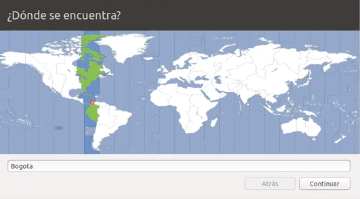 ¿Dónde se encuentra?
Bogota
Atrás
Continuar